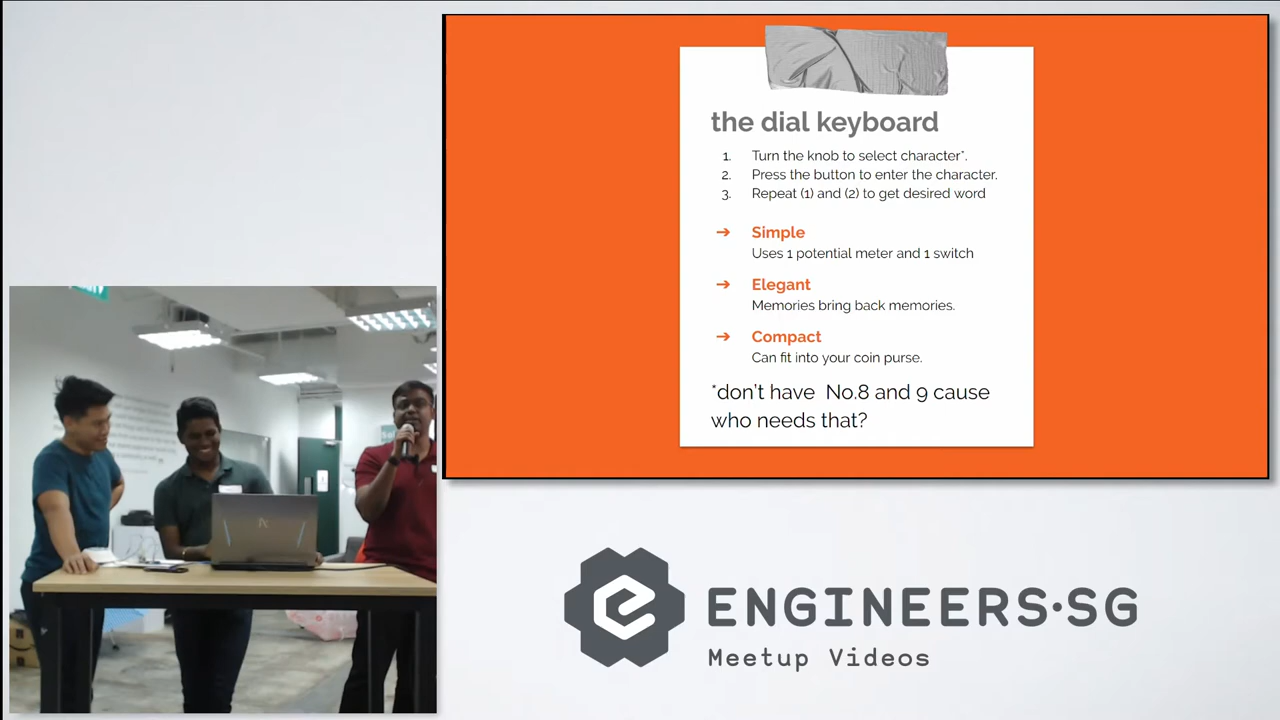 the dial keyboard
1. Turn the knob to select character*.
2. Press the button to enter the character.
3. Repeat (1) and (2) to get desired word
➔ Simple
Uses 1 potential meter and 1 switch
➔ Elegant
Memories bring back memories.
➔ Compact
Can fit into your coin purse.
*don't have No.8 and 9 cause
who needs that?
ENGINEERS·SG
Meetup Videos